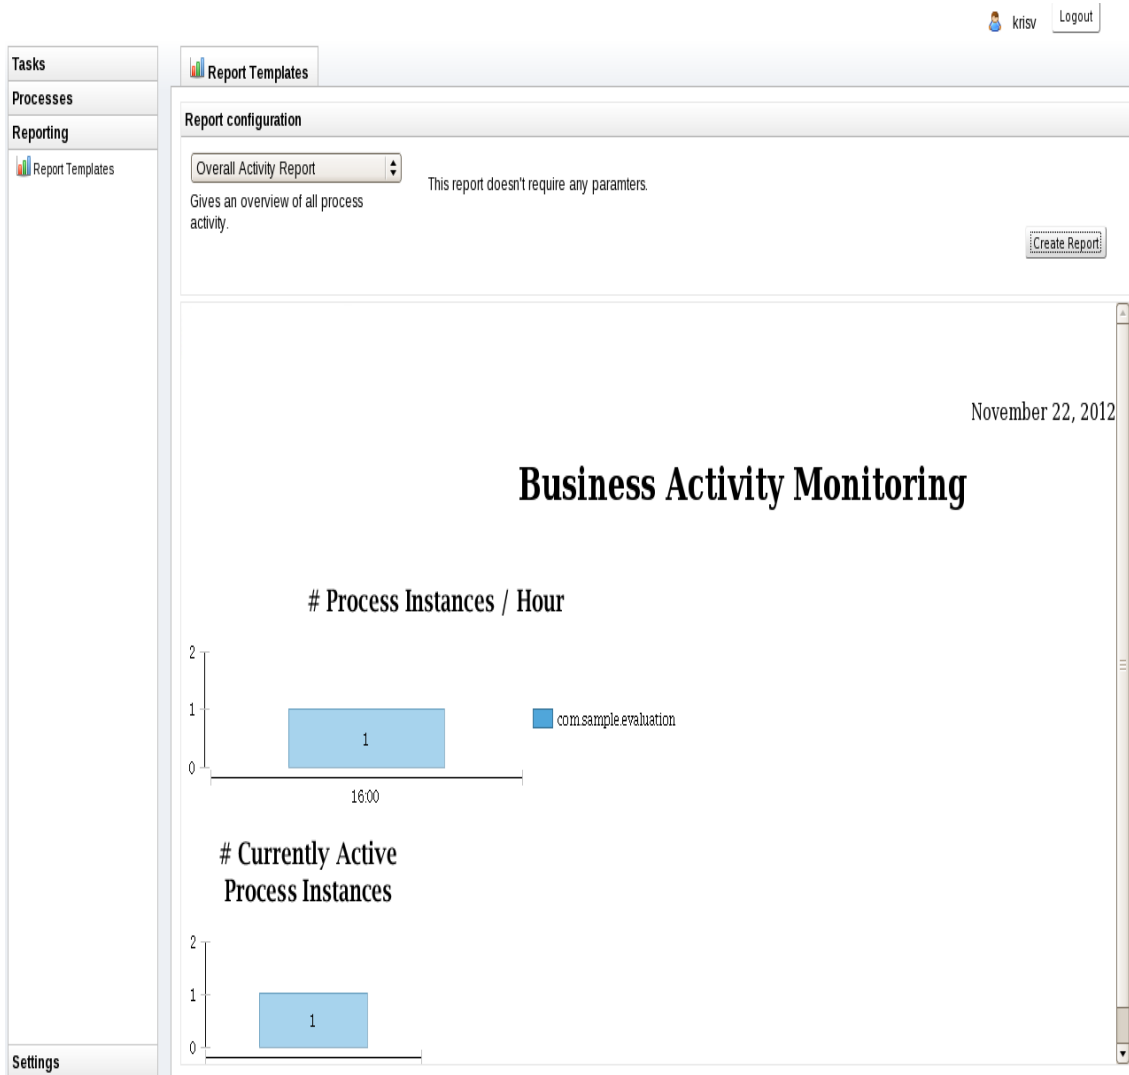 krisv
Logout
Tasks
Processes
Reporting
Report Templates
Settings
Report Templates
Report configuration
Overall Activity Report
Gives an overview of all process
activity.
This report doesn't require any paramters.
Create Report
November 22, 2012
Business Activity Monitoring
# Process Instances / Hour
2
1
0
1
16:00
com.sample.evaluation
# Currently Active
Process Instances
2
1
0
1